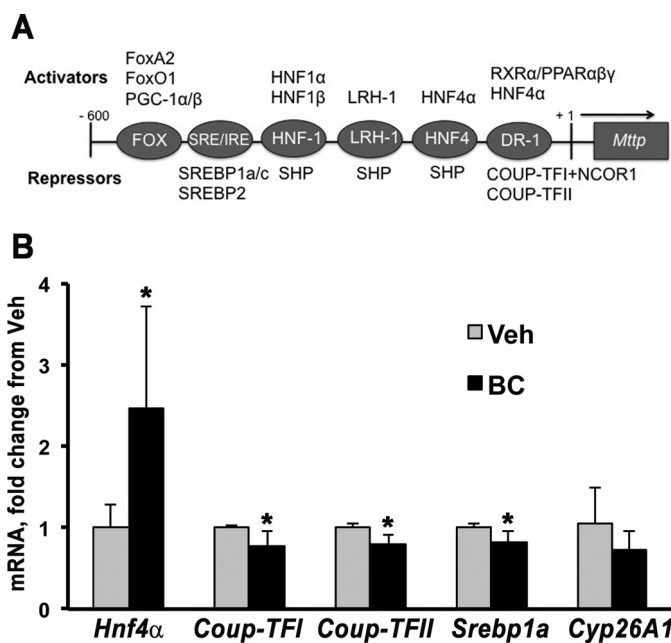 A
FoxA2
FoxO1
PGC-1α/β
HNF1α
HNF1β
LRH-1
HNF4α
RXRα/PPARαβγ
HNF4α
Activators
- 600
+ 1
FOX SRE/IRE HNF-1 LRH-1 HNF4 DR-1 Mttp
Repressors
SREBP1a/c
SREBP2
SHP
SHP
SHP
COUP-TFI+NCOR1
COUP-TFII
B
mRNA, fold change from Veh
4
3
2
1
0
*
*
*
*
Veh
BC
Hnf4α Coup-TFI Coup-TFII Srebp1a Cyp26A1